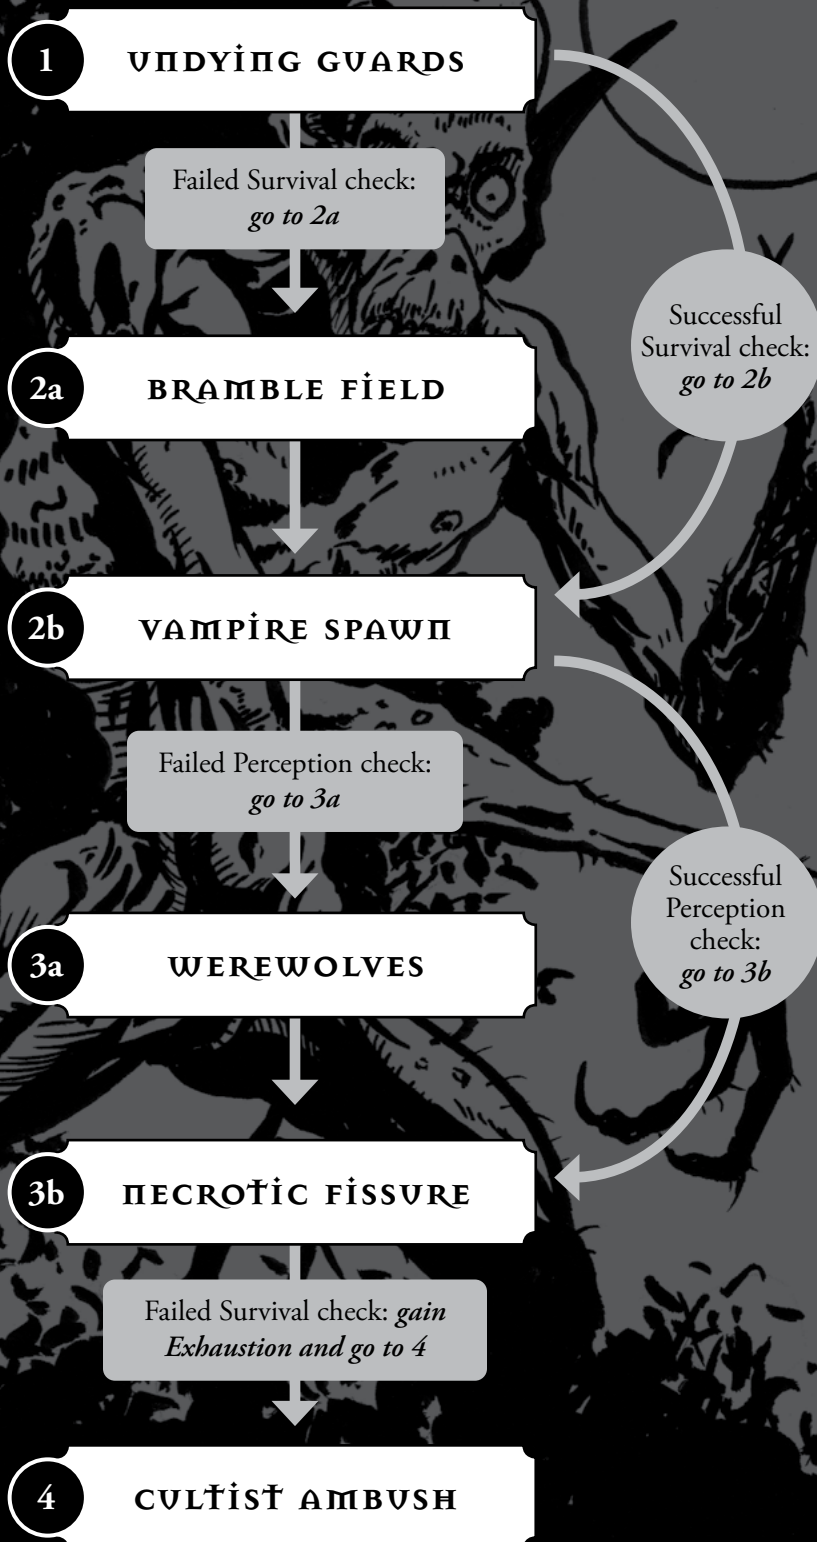 1
UNDYING GUARDS
Failed Survival check:
go to 2a
Successful
Survival check:
go to 2b
2a
BRAMBLE FIELD
2b
VAMPIRE SPAWN
Failed Perception check:
go to 3a
Successful
Perception
check:
go to 3b
3a
WEREWOLVES
3b
NECROTIC FISSURE
Failed Survival check: gain
Exhaustion and go to 4
4
CULTIST AMBUSH